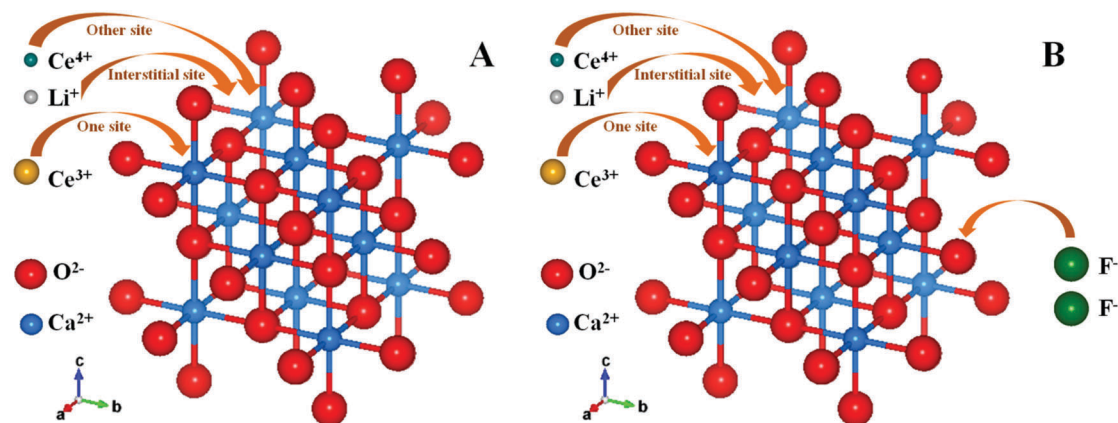 Other site
Ce4+
Interstitial site
Li+
One site
Ce3+
O2-
Ca2+
c
a
b
A
Other site
Ce4+
Interstitial site
Li+
One site
Ce3+
O2-
Ca2+
c
a
b
B
F-
F-